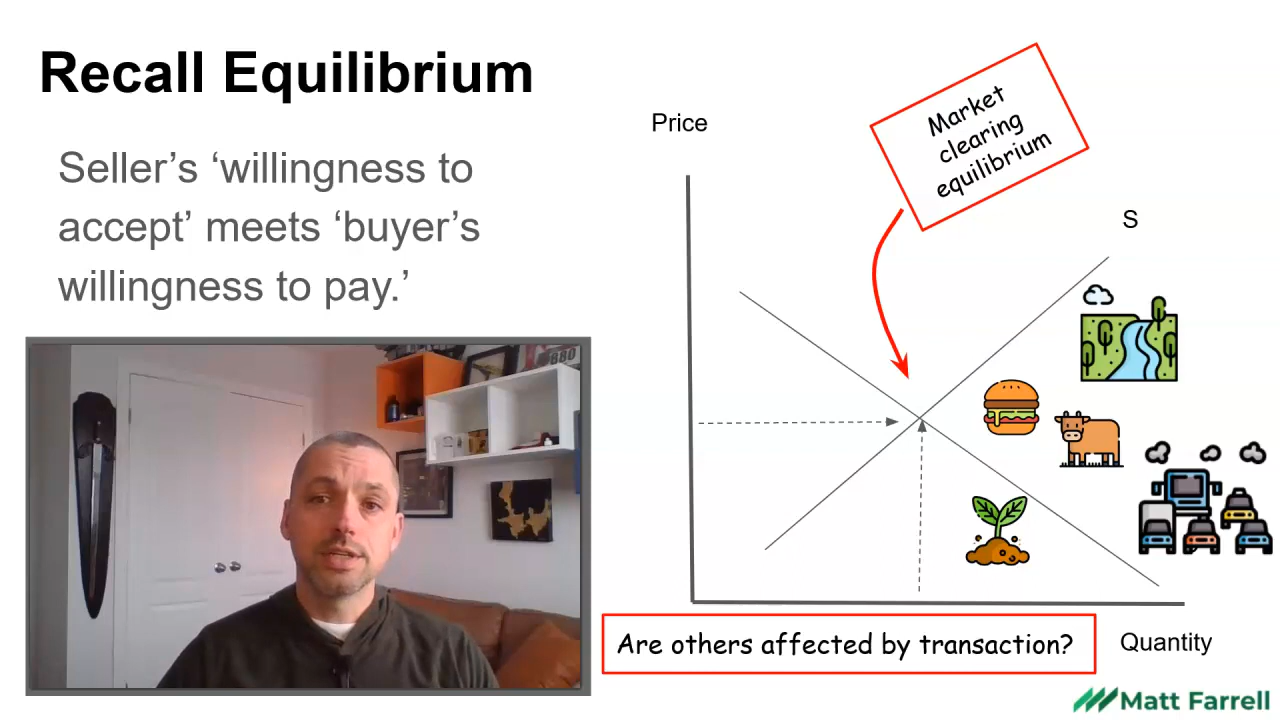 Recall Equilibrium
Seller’s ‘willingness to
accept’ meets ‘buyer’s
willingness to pay.’
880
Price
Market
clearing
equilibrium
S
Are others affected by transaction?
Quantity
Matt Farrell